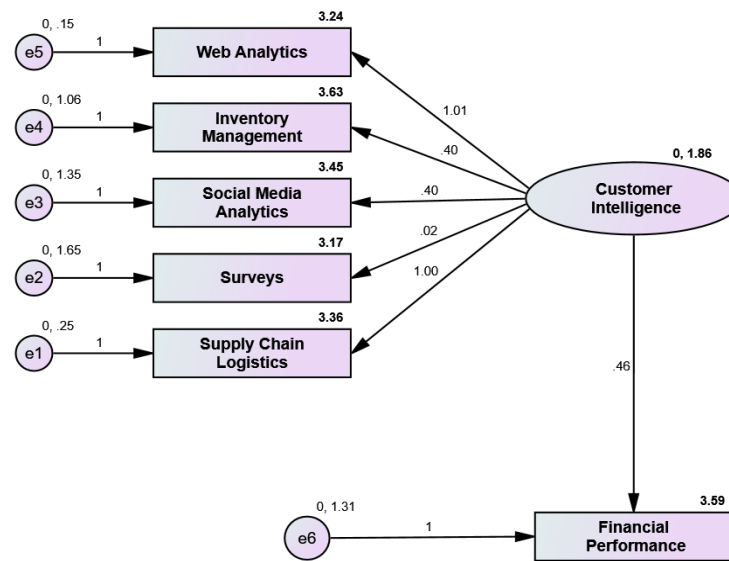 0, .15
e5
1
3.24
Web Analytics
0, 1.06
e4
1
3.63
Inventory
Management
0, 1.35
e3
1
3.45
Social Media
Analytics
0, 1.65
e2
1
3.17
Surveys
0, .25
e1
1
3.36
Supply Chain
Logistics
1.01
.40
.40
.02
1.00
0, 1.86
Customer
Intelligence
.46
0, 1.31
e6
1
3.59
Financial
Performance